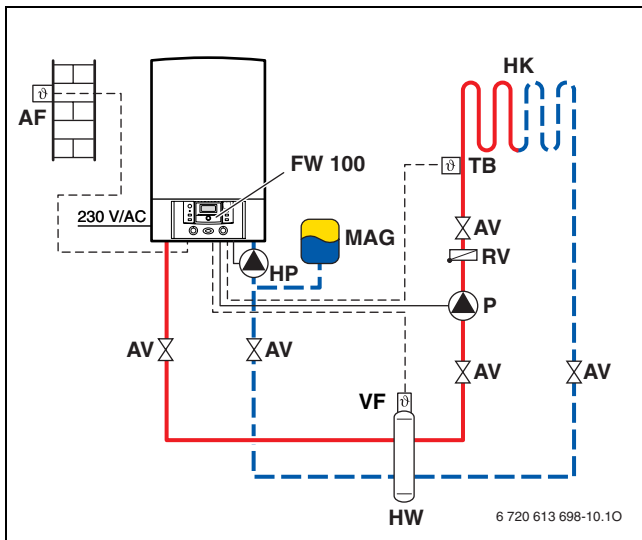 HK
ϑ
AF
FW 100
ϑ TB
230 V/AC
MAG
AV
RV
HP
P
AV
AV
AV
AV
VF ϑ
HW
6 720 613 698-10.1O